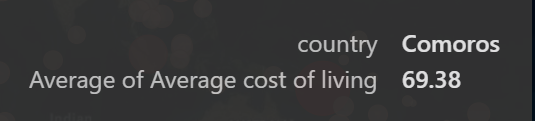 country Comoros
Average of Average cost of living 69.38